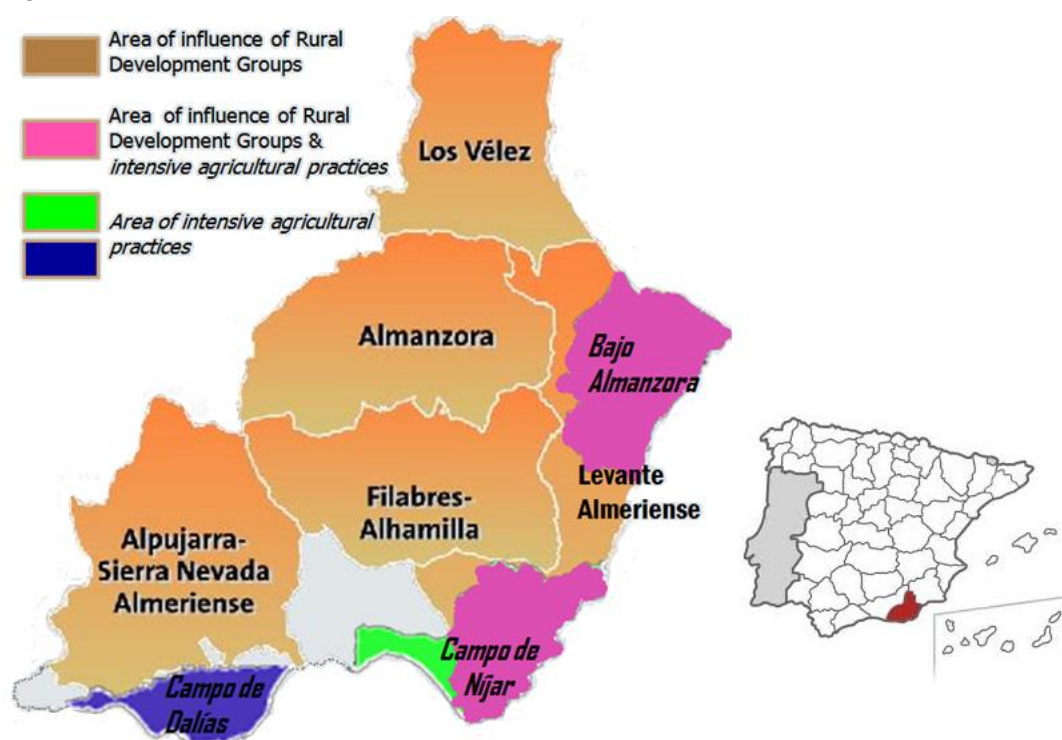 Area of influence of Rural
Development Groups
Area of influence of Rural
Development Groups &
intensive agricultural practices
Area of intensive agricultural
practices
Los Vélez
Almanzora
Bajo
Almanzora
Levante
Almeriense
Filabres-
Alhamilla
Alpujarra-
Sierra Nevada
Almeriense
Campo de
Níjar
Campo de
Dalías